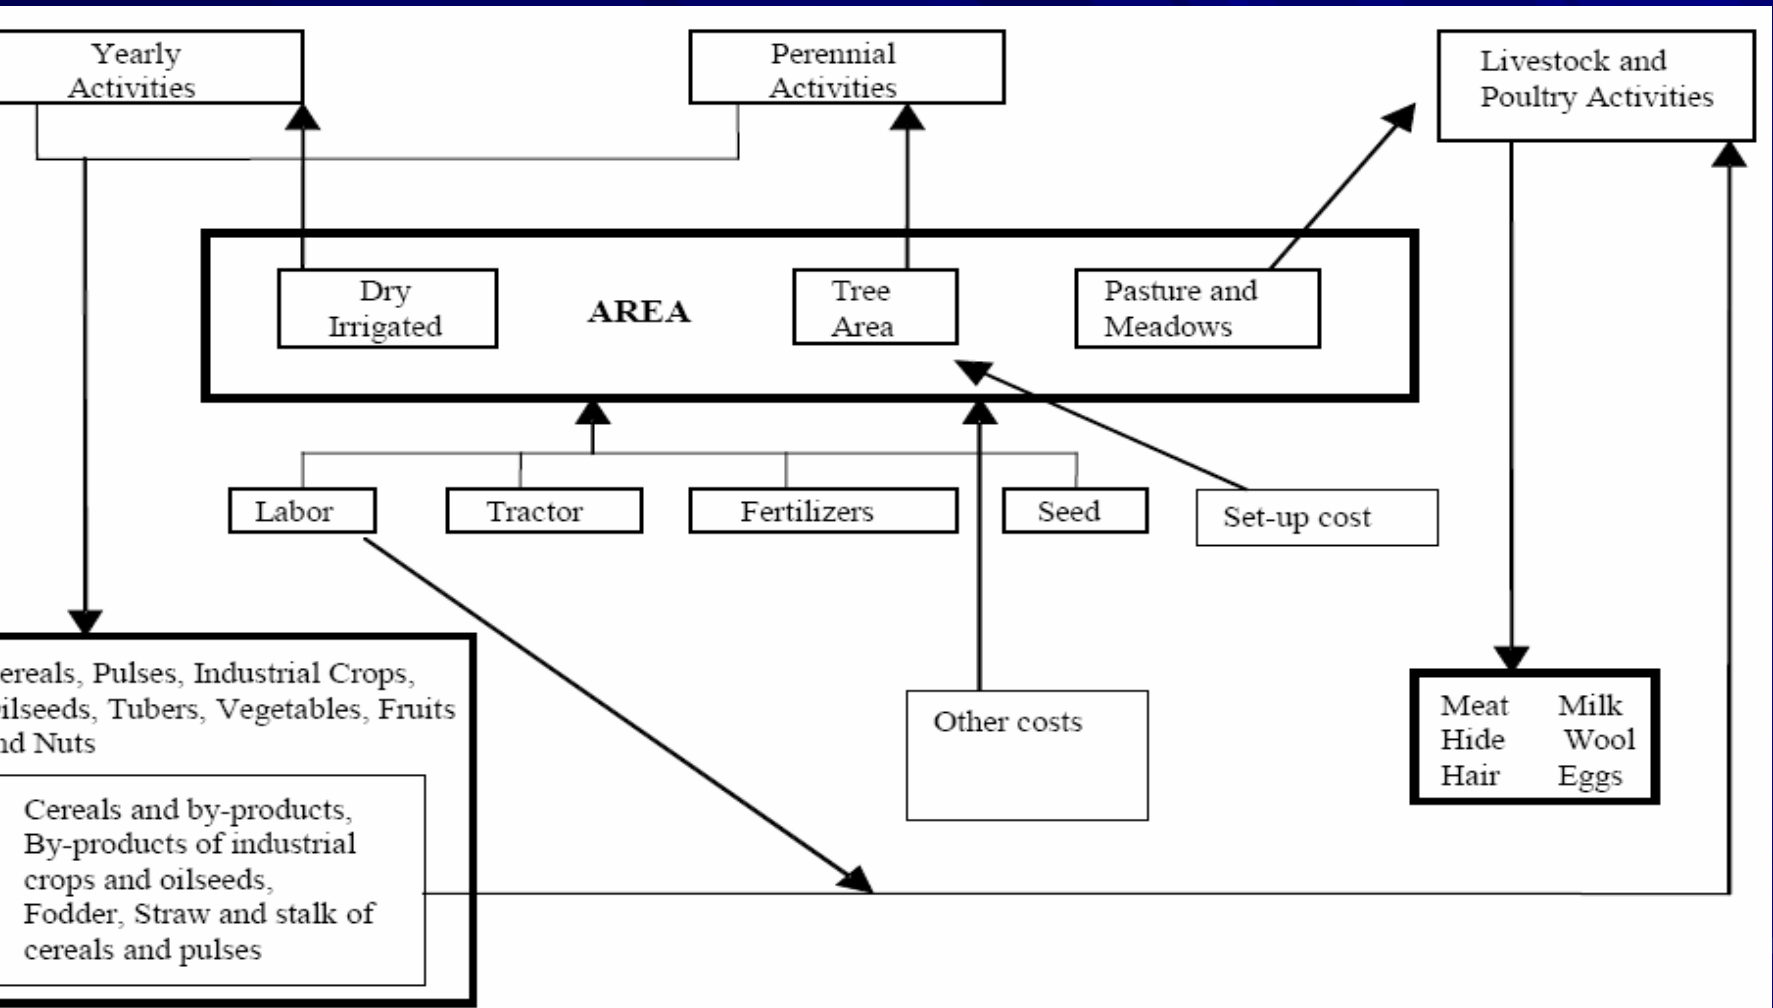 Yearly
Activities
Perennial
Activities
Livestock and
Poultry Activities
Dry
Irrigated
AREA
Tree
Area
Pasture and
Meadows
Labor
Tractor
Fertilizers
Seed
Set-up cost
ereals, Pulses, Industrial Crops,
ilseeds, Tubers, Vegetables, Fruits
nd Nuts
Other costs
Meat Milk
Hide Wool
Hair Eggs
Cereals and by-products,
By-products of industrial
crops and oilseeds,
Fodder, Straw and stalk of
cereals and pulses